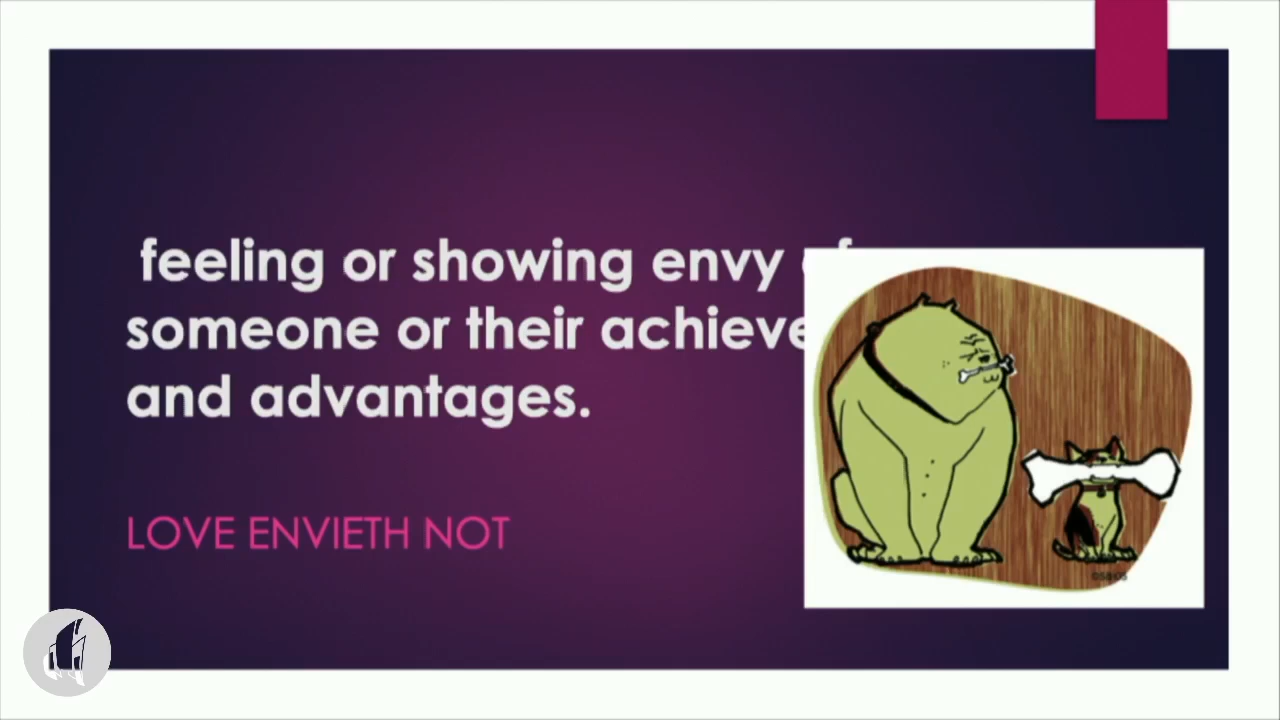 feeling or showing envy
someone or their achieve
and advantages.
LOVE ENVIETH NOT